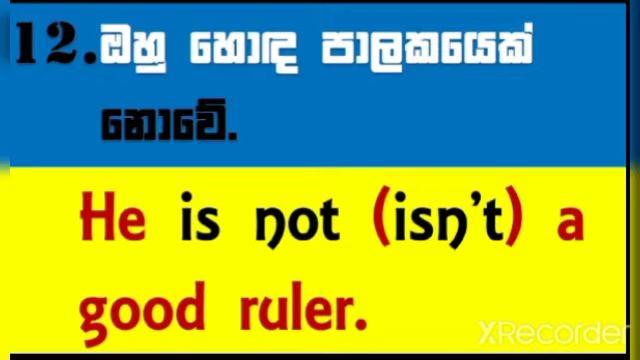 12.ඔහු හොඳ පාලකයෙක්
නොවේ.
He is not (isn't) a
good ruler.
XRecorder